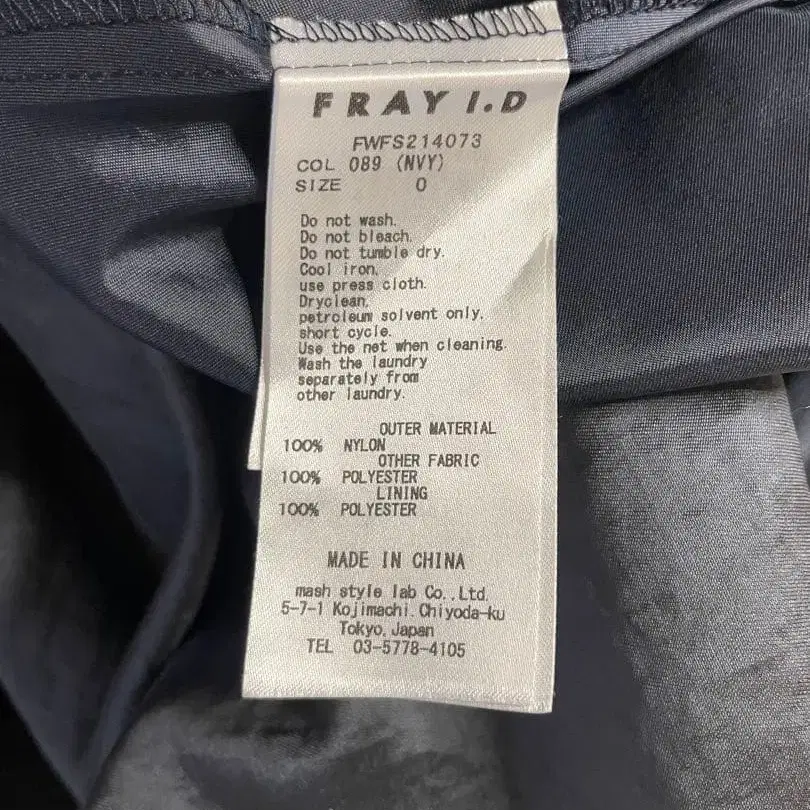 FRAY I.D
FWFS214073
COL 089 (NVY)
SIZE 0
Do not wash.
Do not bleach.
Do not tumble dry.
Cool iron,
use press cloth.
Dryclean,
petroleum solvent only,
short cycle.
Use the net when cleaning.
Wash the laundry
separately from
other laundry.
OUTER MATERIAL
100% NYLON
OTHER FABRIC
100% POLYESTER
LINING
100% POLYESTER
MADE IN CHINA
mash style lab Co.,Ltd.
5-7-1 Kojimachi.Chiyoda-ku
Tokyo,Japan
TEL 03-5778-4105